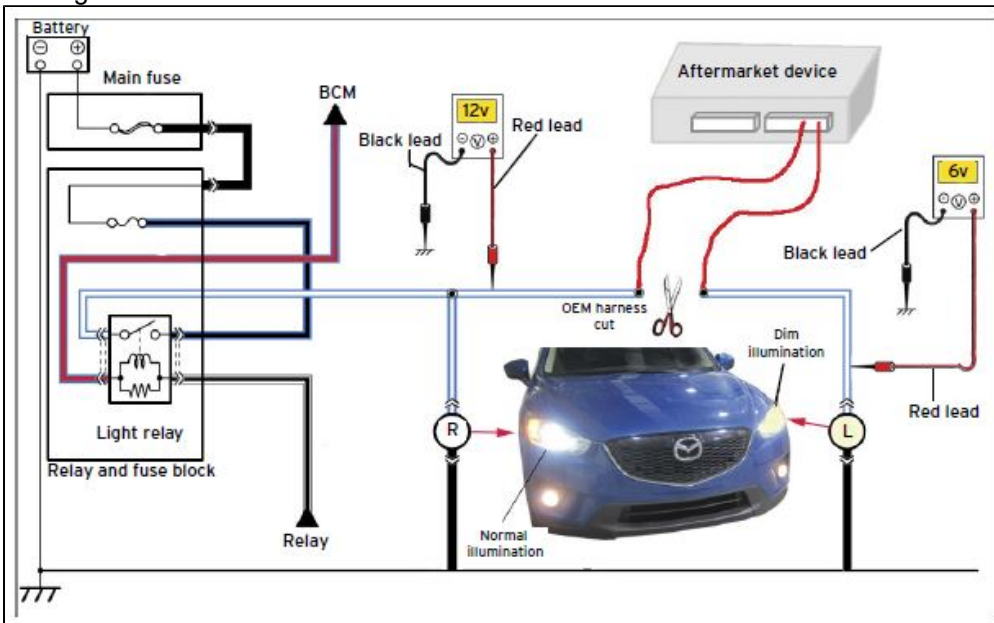 Battery
Main fuse
BCM
12v
Black lead
Red lead
V
Aftermarket device
6v
V
Black lead
OEM harness
cut
Dim
illumination
Red lead
R
L
Light relay
Relay and fuse block
Normal
illumination
Relay